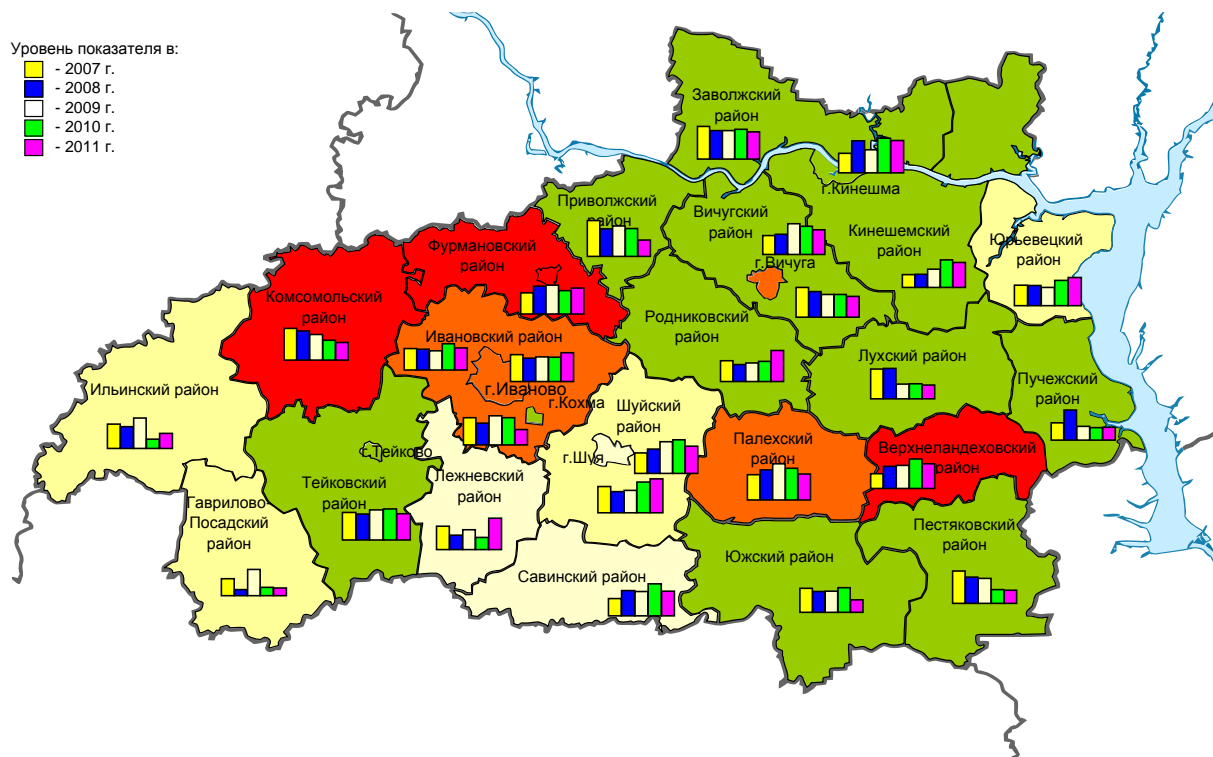 Уровень показателя в:
- 2007 г.
- 2008 г.
- 2009 г.
- 2010 г.
- 2011 г.
Заволжский
район
г.Кинешма
Приволжский
район
Вичугский
район
Кинешемский
район
Юрьевецкий
район
Фурмановский
район
г.Вичуга
Комсомольский
район
Ивановский район
Родниковский
район
Лухский район
Пучежский
район
Ильинский район
г.Иваново
г.Кохма
Шуйский
район
Палехский
район
Верхнеландеховский
район
г.Тейково
г.Шуя
Лежневский
район
Тейковский
район
Гаврилово-
Посадский
район
Пестяковский
район
Южский район
Савинский район